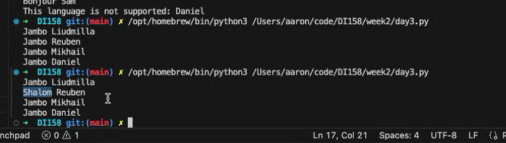 Bonjour Sam
This language is not supported: Daniel
➜ DI158 git:(main) ✗ /opt/homebrew/bin/python3 /Users/aaron/code/DI158/week2/day3.py
Jambo Liudmilla
Jambo Reuben
Jambo Mikhail
Jambo Daniel
➜ DI158 git:(main) ✗ /opt/homebrew/bin/python3 /Users/aaron/code/DI158/week2/day3.py
Jambo Liudmilla
Shalom Reuben
Jambo Mikhail
Jambo Daniel
➜ DI158 git:(main) ✗
nchpad 0 1 Ln 17, Col 21 Spaces: 4 UTF-8 LF